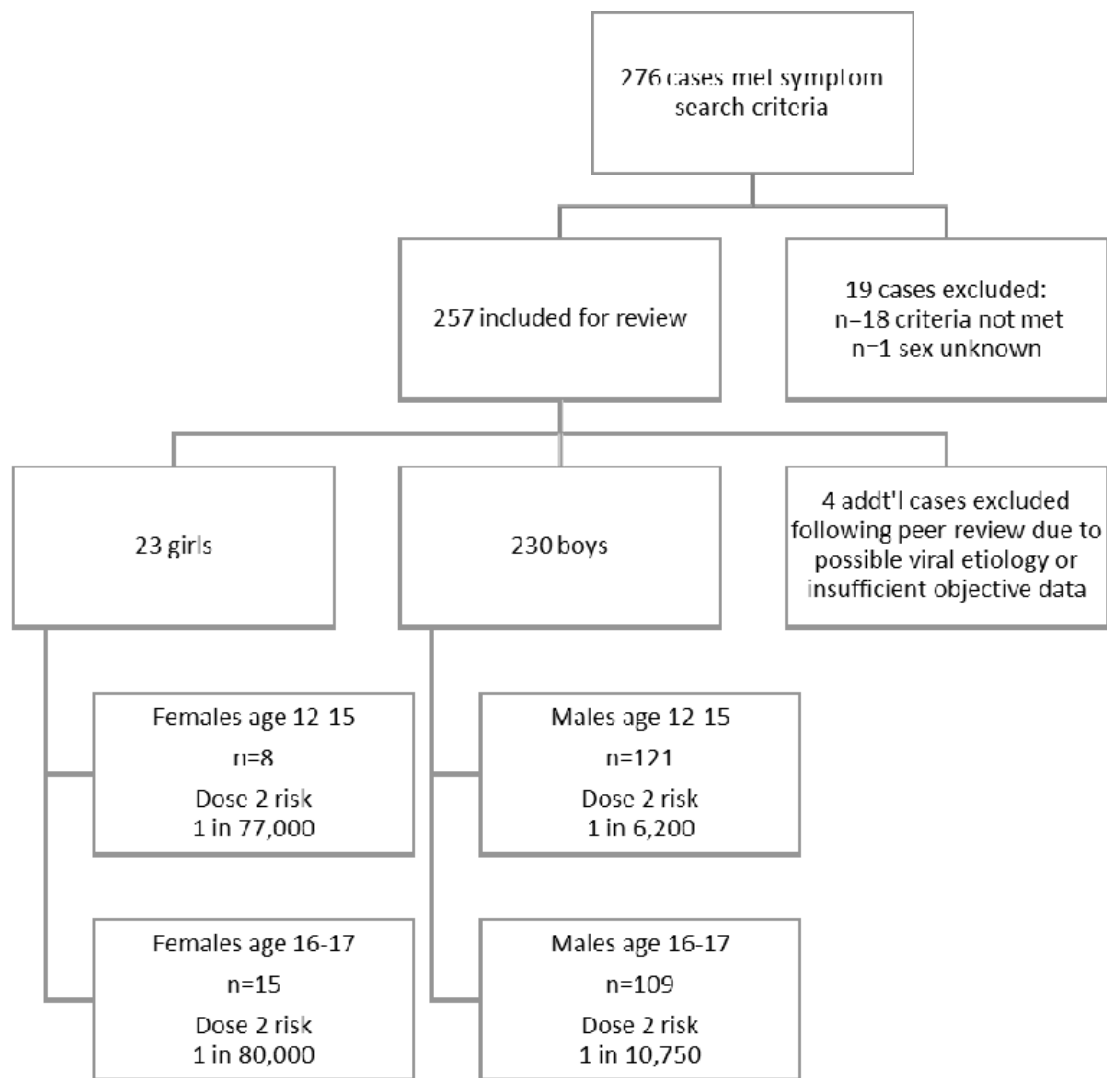 276 cases met symptom
search criteria
257 included for review
19 cases excluded:
n=18 criteria not met
n=1 sex unknown
23 girls
230 boys
4 addt'l cases excluded
following peer review due to
possible viral etiology or
insufficient objective data
Females age 12-15
n=8
Dose 2 risk
1 in 77,000
Males age 12-15
n=121
Dose 2 risk
1 in 6,200
Females age 16-17
n=15
Dose 2 risk
1 in 80,000
Males age 16-17
n=109
Dose 2 risk
1 in 10,750